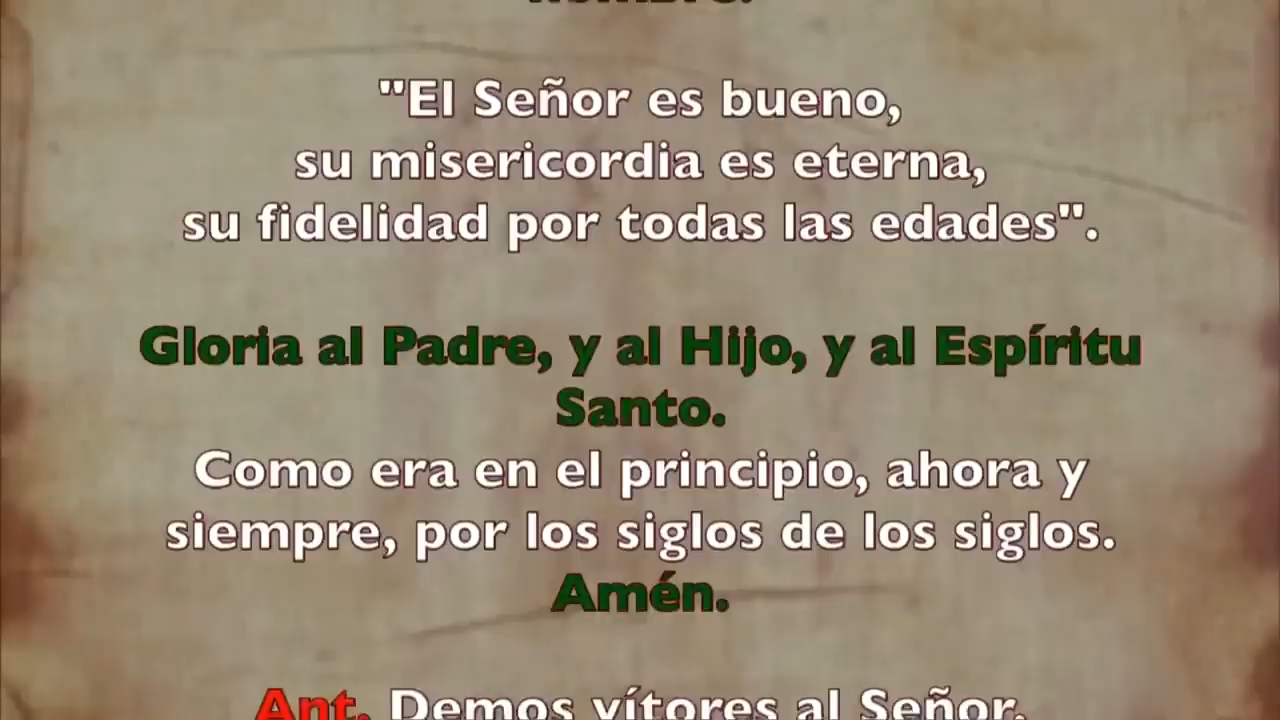 "El Señor es bueno,
su misericordia es eterna,
su fidelidad por todas las edades".
Gloria al Padre, y al Hijo, y al Espíritu
Santo.
Como era en el principio, ahora y
siempre, por los siglos de los siglos.
Amén.
Ant. Demos vítores al Señor,